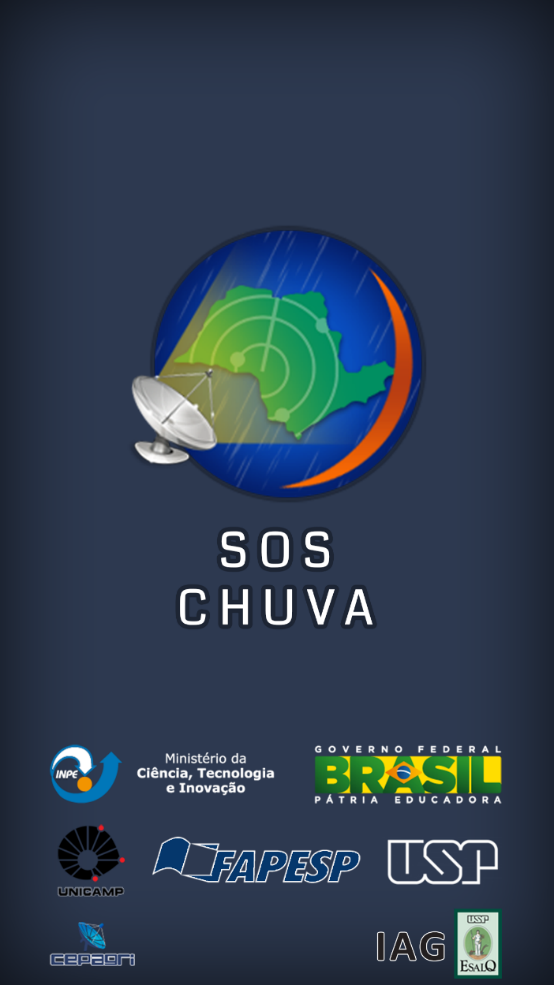 SOS
CHUVA
INPE
Ministério da
Ciência, Tecnologia
e Inovação
GOVERNO FEDERAL
BRASIL
PÁTRIA EDUCADORA
UNICAMP
FAPESP
USP
CEPAGRI
IAG
USP
ESALQ